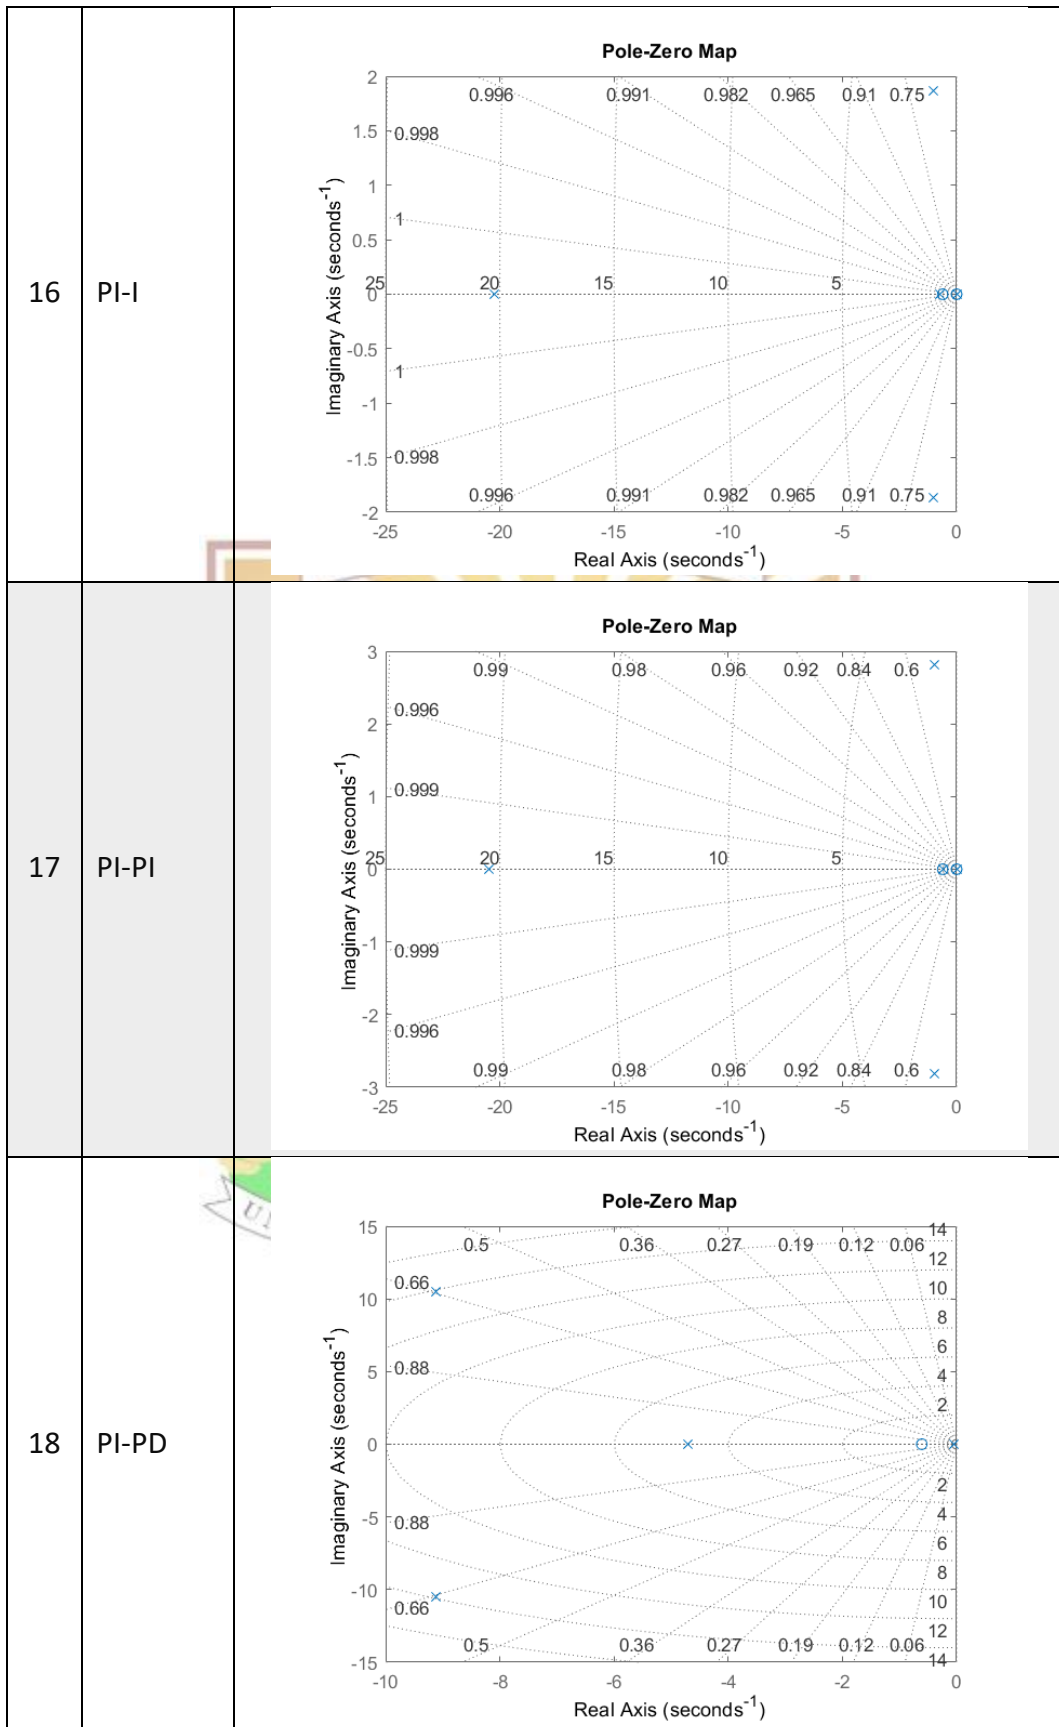 16 PI-I
Pole-Zero Map
2 0.996 0.991 0.982 0.965 0.91 0.75
1.5 0.998
1
0.5 1
25 20 15 10 5
0
-0.5
-1 1
-1.5 0.998
-2 0.996 0.991 0.982 0.965 0.91 0.75
-25 -20 -15 -10 -5 0
Imaginary Axis (seconds⁻¹)
Real Axis (seconds⁻¹)
17 PI-PI
Pole-Zero Map
3 0.99 0.98 0.96 0.92 0.84 0.6
0.996
2
1 0.999
25 20 15 10 5
0
-1 0.999
-2 0.996
-3 0.99 0.98 0.96 0.92 0.84 0.6
-25 -20 -15 -10 -5 0
Imaginary Axis (seconds⁻¹)
Real Axis (seconds⁻¹)
18 PI-PD
Pole-Zero Map
15 0.5 0.36 0.27 0.19 0.12 0.06 14
12
0.66 10
10
8
6
5 0.88 4
2
0
2
-5 0.88 4
6
8
-10 0.66 10
12
-15 0.5 0.36 0.27 0.19 0.12 0.06 14
-10 -8 -6 -4 -2 0
Imaginary Axis (seconds⁻¹)
Real Axis (seconds⁻¹)